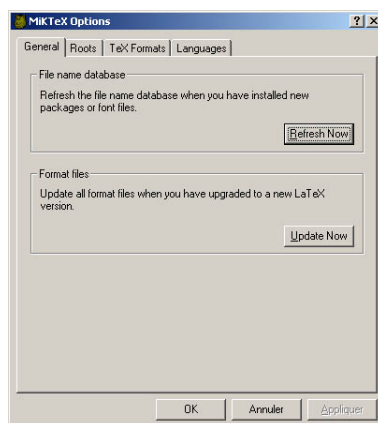 MiKTeX Options
General Roots TeX Formats Languages
File name database
Refresh the file name database when you have installed new
packages or font files.
Refresh Now
Format files
Update all format files when you have upgraded to a new LaTeX
version.
Update Now
OK Annuler Appliquer